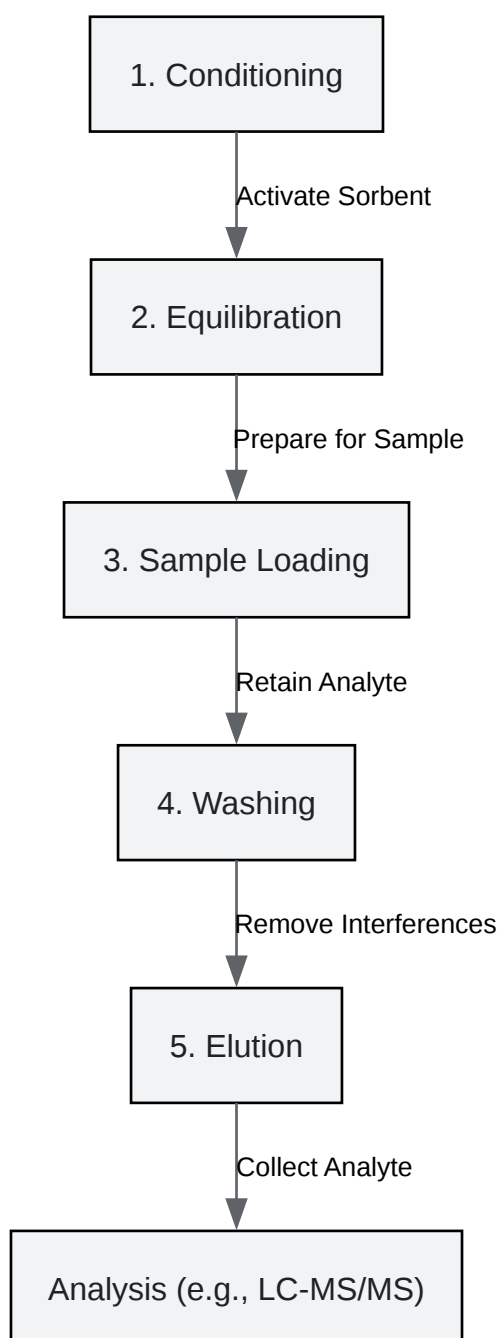 1. Conditioning
Activate Sorbent
2. Equilibration
Prepare for Sample
3. Sample Loading
Retain Analyte
4. Washing
Remove Interferences
5. Elution
Collect Analyte
Analysis (e.g., LC-MS/MS)